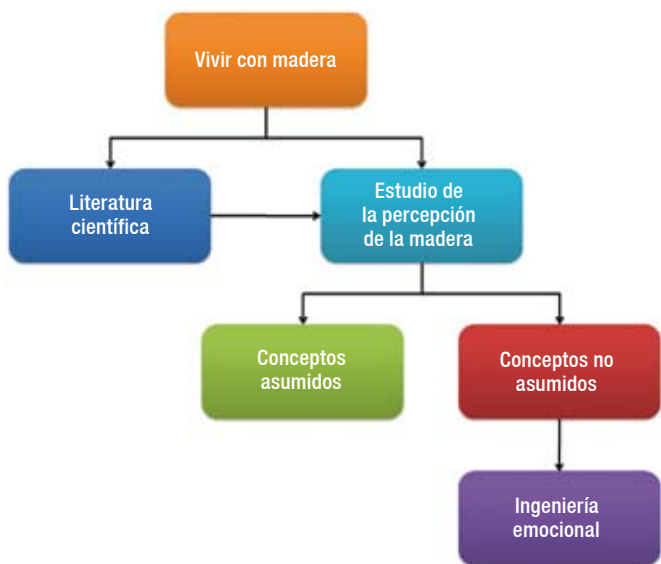 Vivir con madera
Literatura
científica
Estudio de
la percepción
de la madera
Conceptos
asumidos
Conceptos no
asumidos
Ingeniería
emocional